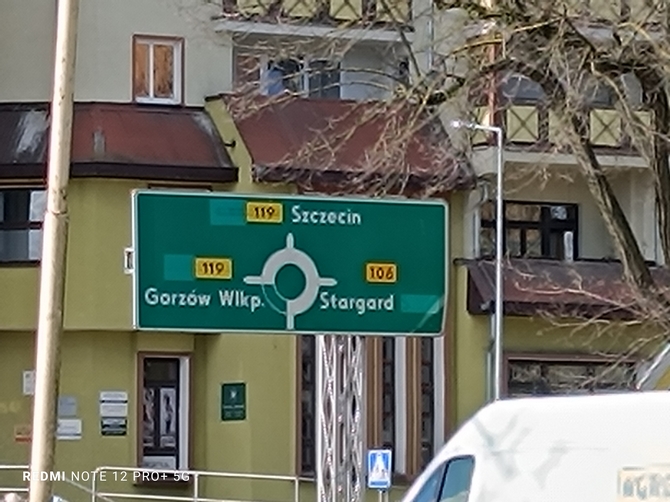 119 Szczecin
119
106
Gorzów Wlkp.
Stargard
REDMI NOTE 12 PRO+ 5G